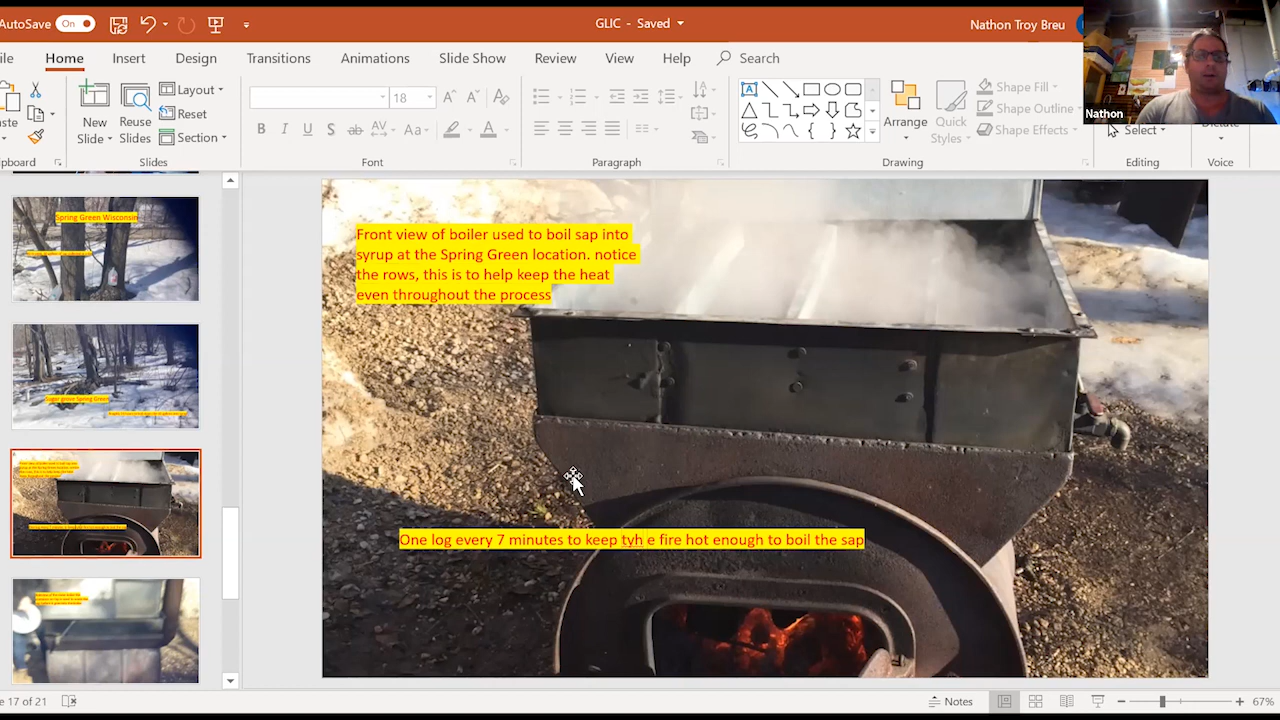 AutoSave On
GLIC - Saved
Nathon Troy Breu
Home Insert Design Transitions Animations Slide Show Review View Help Search
New
Slide
Reuse
Slides
Layout
Reset
Section
18
Aa
Arrange
Quick
Styles
Shape Fill
Shape Outline
Shape Effects
Select
Nathon
Slides
Font
Paragraph
Drawing
Editing
Voice
Spring Green Wisconsin
Sugar grove Spring Green
Front view of boiler used to boil sap into
syrup at the Spring Green location. notice
the rows, this is to help keep the heat
even throughout the process
One log every 7 minutes to keep tyh e fire hot enough to boil the sap
17 of 21
Notes
67%